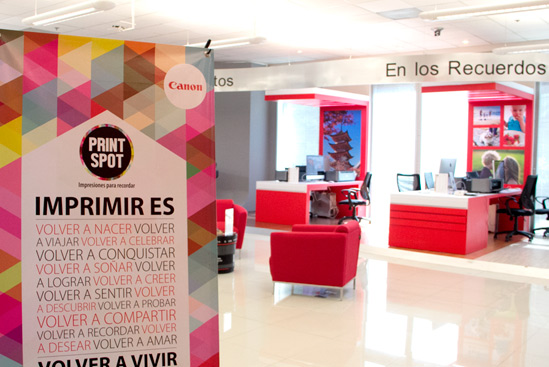 En los Recuerdos
Canon
PRINT
SPOT
Impresiones para recordar
IMPRIMIR ES
VOLVER A NACER VOLVER
A VIAJAR VOLVER A CELEBRAR
VOLVER A CONQUISTAR
VOLVER A SOÑAR VOLVER
A LOGRAR VOLVER A CREER
VOLVER A SENTIR VOLVER
A DESCUBRIR VOLVER A PROBAR
VOLVER A COMPARTIR
VOLVER A RECORDAR VOLVER
A DESEAR VOLVER A AMAR
VOLVER A VIVIR